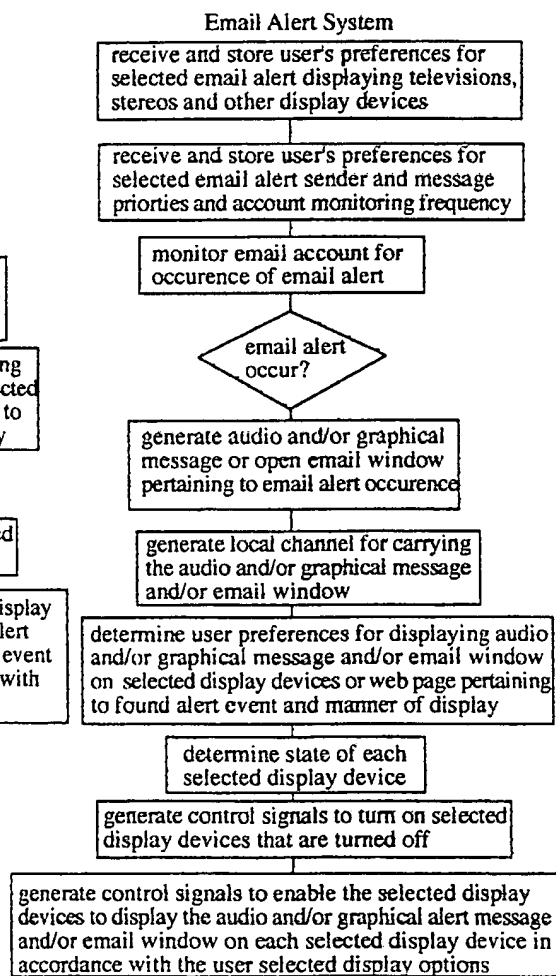 Email Alert System
receive and store user's preferences for
selected email alert displaying televisions,
stereos and other display devices
receive and store user's preferences for
selected email alert sender and message
priorties and account monitoring frequency
monitor email account for
occurence of email alert
email alert
occur?
ng
cted
to
y
generate audio and/or graphical
message or open email window
pertaining to email alert occurence
ed
generate local channel for carrying
the audio and/or graphical message
and/or email window
isplay
lert
event
with
determine user preferences for displaying audio
and/or graphical message and/or email window
on selected display devices or web page pertaining
to found alert event and manner of display
determine state of each
selected display device
generate control signals to turn on selected
display devices that are turned off
generate control signals to enable the selected display
devices to display the audio and/or graphical alert message
and/or email window on each selected display device in
accordance with the user selected display options